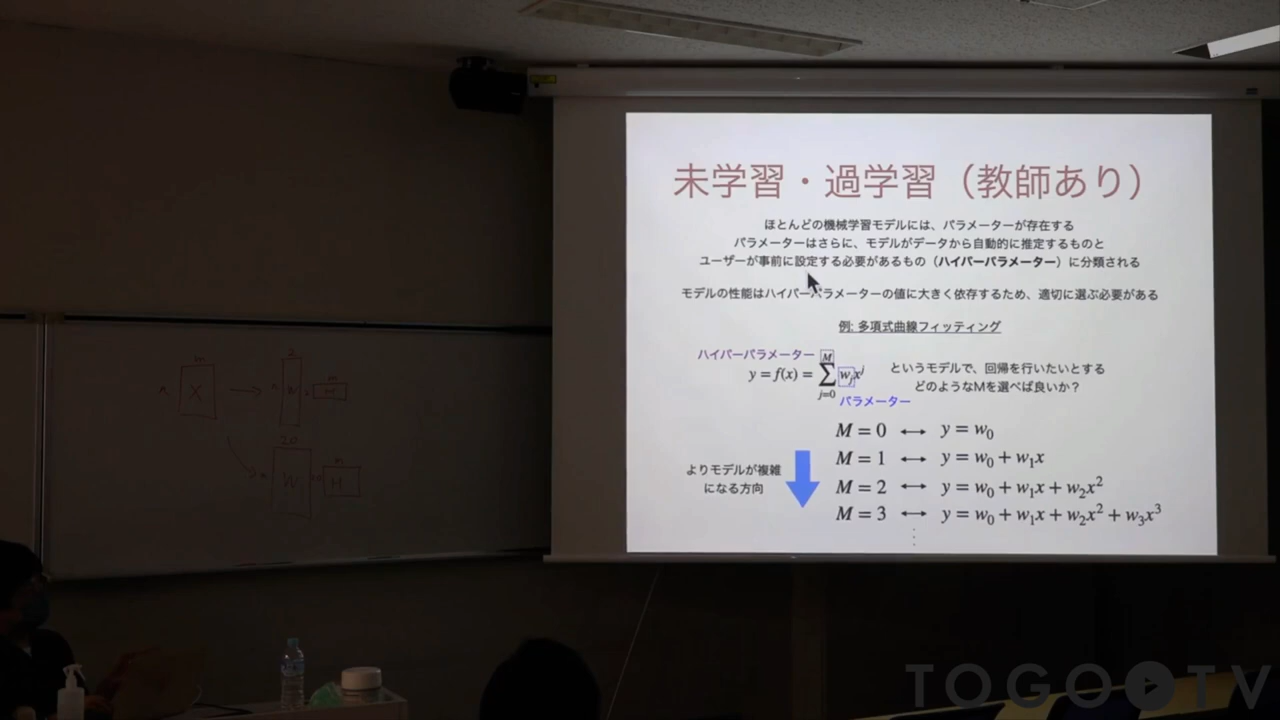 未学習・過学習（教師あり）
ほとんどの機械学習モデルには、パラメーターが存在する
パラメーターはさらに、モデルがデータから自動的に推定するものと
ユーザーが事前に設定する必要があるもの（ハイパーパラメーター）に分類される
モデルの性能はハイパーパラメーターの値に大きく依存するため、適切に選ぶ必要がある
例: 多項式曲線フィッティング
ハイパーパラメーター
y = f(x) = ∑_{j=0}^{M} w_j x^j
というモデルで、回帰を行いたいとする
どのようなMを選べば良いか？
パラメーター
M = 0 ↔ y = w₀
M = 1 ↔ y = w₀ + w₁x
よりモデルが複雑
になる方向
M = 2 ↔ y = w₀ + w₁x + w₂x²
M = 3 ↔ y = w₀ + w₁x + w₂x² + w₃x³
⋮
X
2
20
W
H
TOGO TV